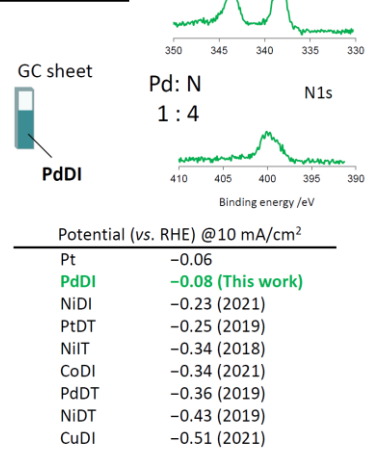 350 345 340 335 330
GC sheet
Pd: N
1 : 4
N1s
PdDI
410 405 400 395 390
Binding energy /eV
Potential (vs. RHE) @10 mA/cm²
Pt −0.06
PdDI −0.08 (This work)
NiDI −0.23 (2021)
PtDT −0.25 (2019)
NiIT −0.34 (2018)
CoDI −0.34 (2021)
PdDT −0.36 (2019)
NiDT −0.43 (2019)
CuDI −0.51 (2021)